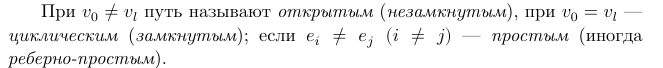 При v₀ ≠ vₗ путь называют открытым (незамкнутым), при v₀ = vₗ —
циклическим (замкнутым); если eᵢ ≠ eⱼ (i ≠ j) — простым (иногда
реберно-простым).